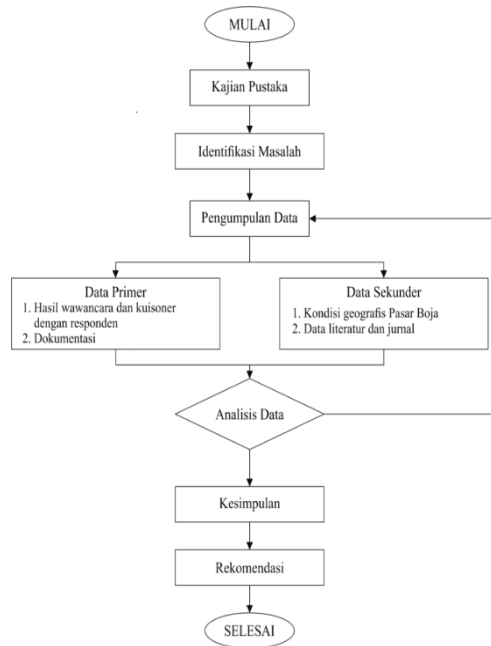 MULAI
Kajian Pustaka
Identifikasi Masalah
Pengumpulan Data
Data Primer
1. Hasil wawancara dan kuisoner
dengan responden
2. Dokumentasi
Data Sekunder
1. Kondisi geografis Pasar Boja
2. Data literatur dan jurnal
Analisis Data
Kesimpulan
Rekomendasi
SELESAI